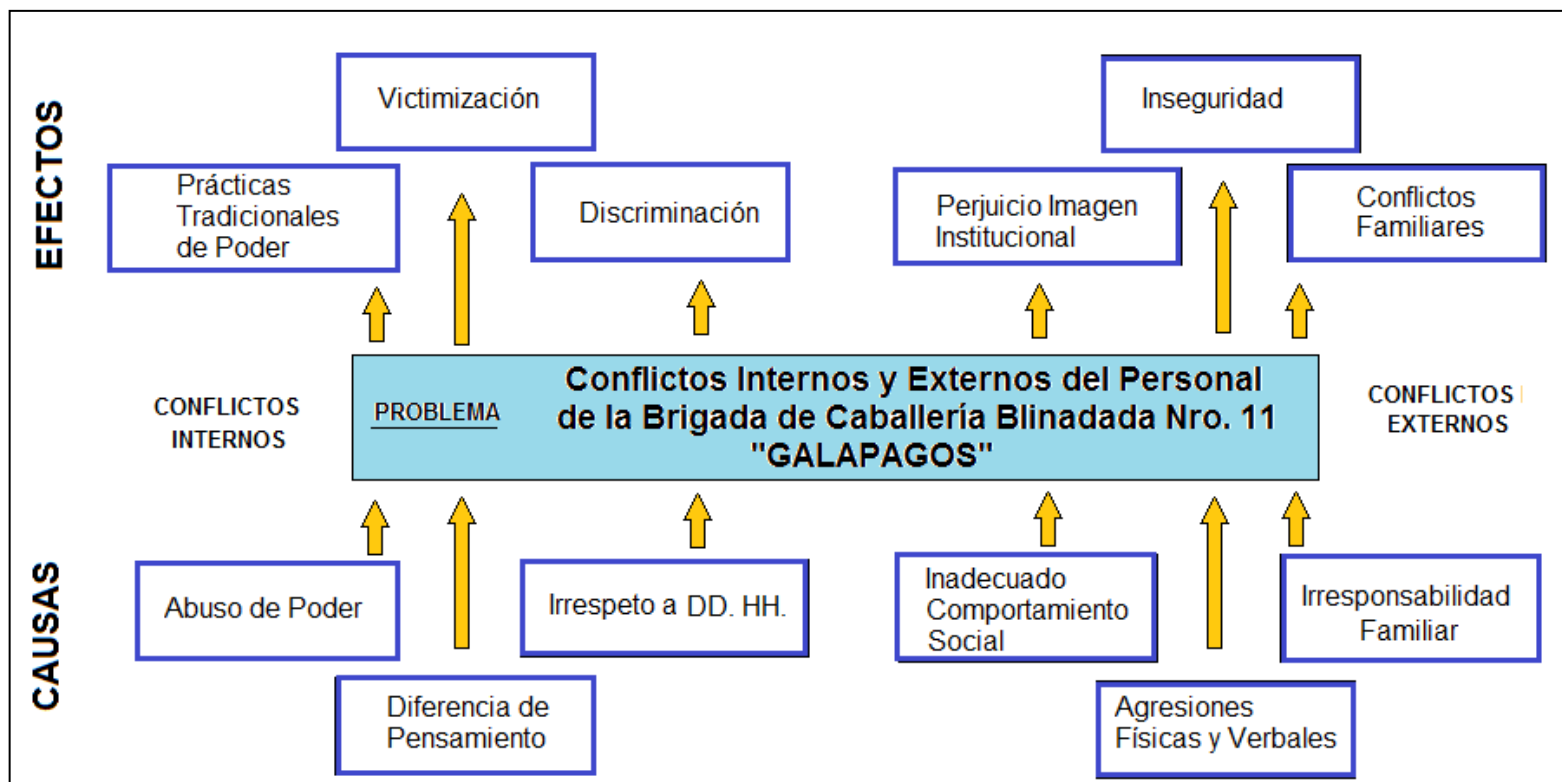 EFECTOS
Victimización
Inseguridad
Prácticas
Tradicionales
de Poder
Discriminación
Perjuicio Imagen
Institucional
Conflictos
Familiares
CONFLICTOS
INTERNOS
PROBLEMA
Conflictos Internos y Externos del Personal
de la Brigada de Caballería Blinadada Nro. 11
"GALAPAGOS"
CONFLICTOS
EXTERNOS
CAUSAS
Abuso de Poder
Irrespeto a DD. HH.
Inadecuado
Comportamiento
Social
Irresponsabilidad
Familiar
Diferencia de
Pensamiento
Agresiones
Físicas y Verbales